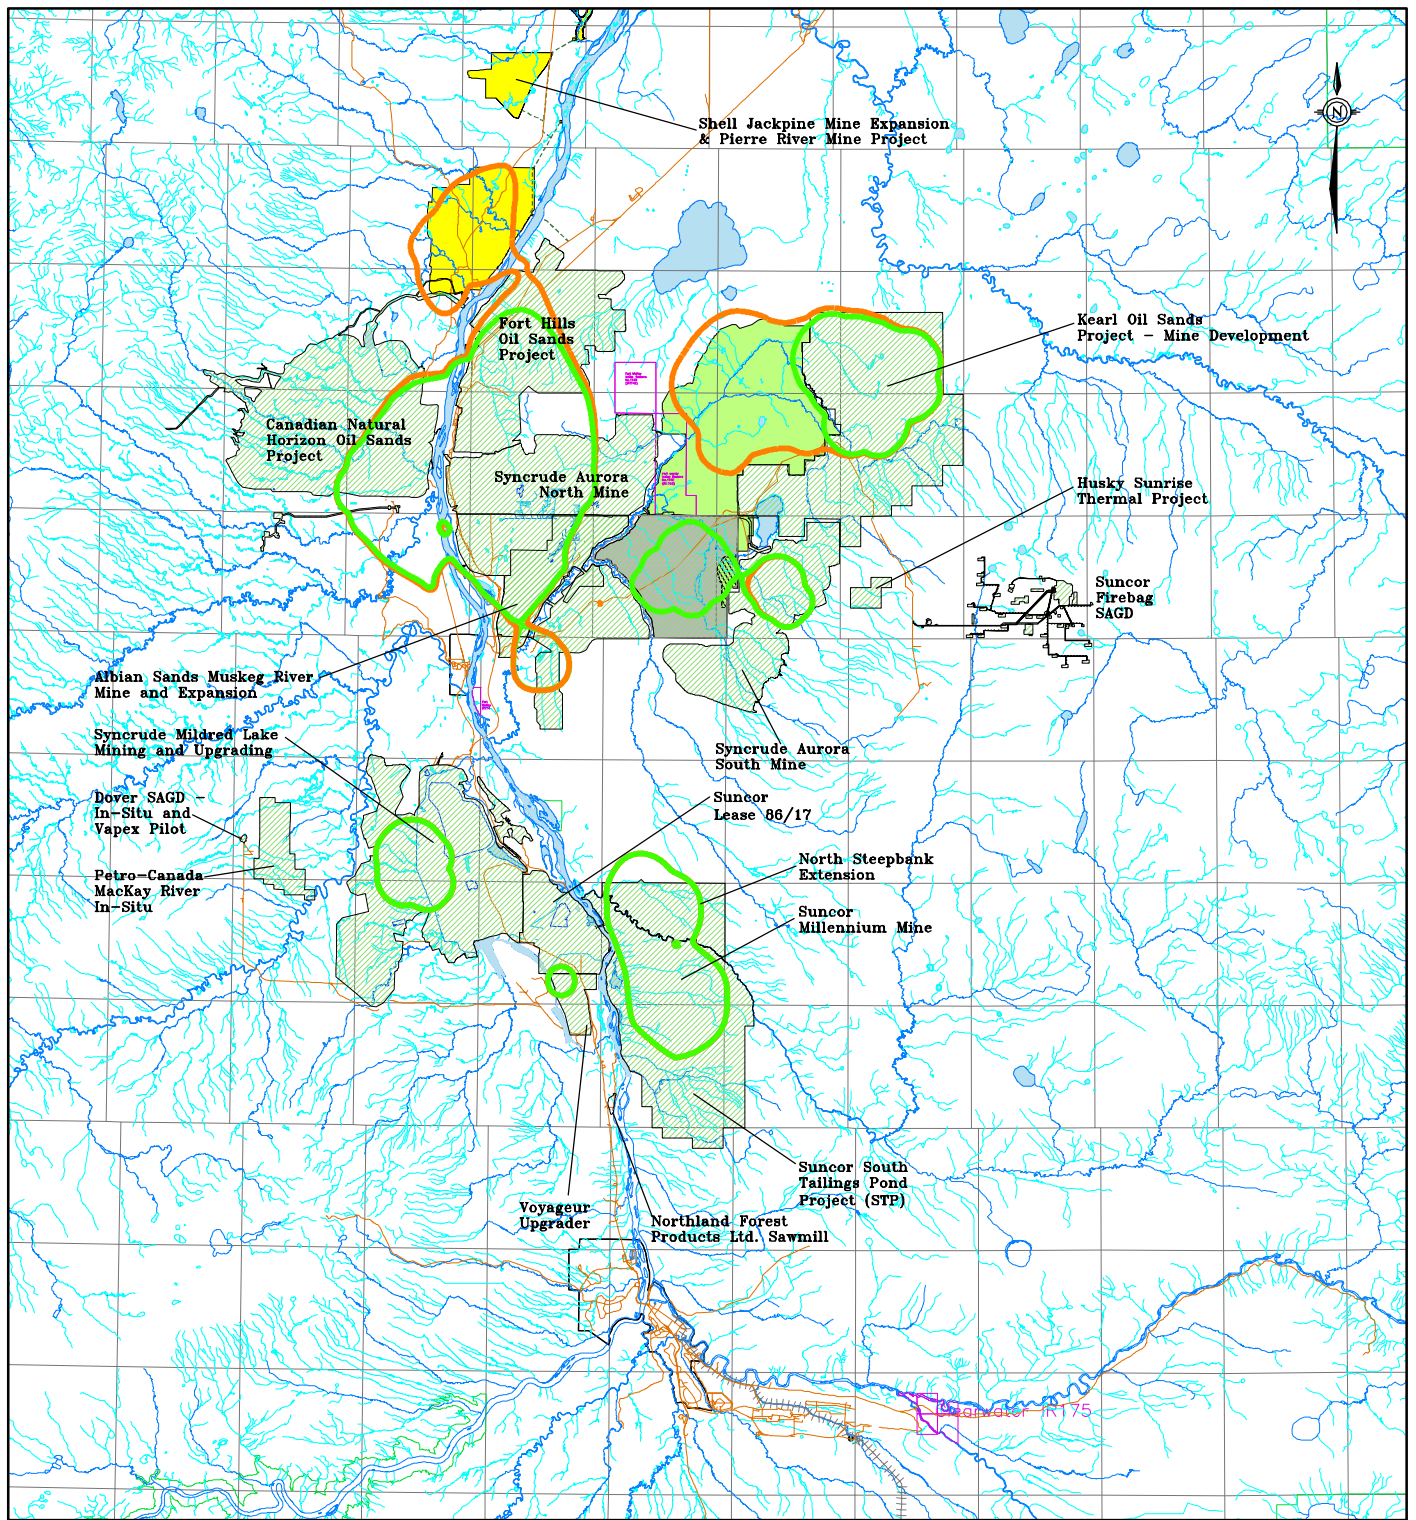 Shell Jackpine Mine Expansion
& Pierre River Mine Project
N
Fort Hills
Oil Sands
Project
Kearl Oil Sands
Project – Mine Development
Canadian Natural
Horizon Oil Sands
Project
Syncrude Aurora
North Mine
Husky Sunrise
Thermal Project
Suncor
Firebag
SAGD
Albian Sands Muskeg River
Mine and Expansion
Syncrude Mildred Lake
Mining and Upgrading
Syncrude Aurora
South Mine
Dover SAGD –
In-Situ and
Vapex Pilot
Suncor
Lease 86/17
Petro-Canada
MacKay River
In-Situ
North Steepbank
Extension
Suncor
Millennium Mine
Suncor South
Tailings Pond
Project (STP)
Voyageur
Upgrader
Northland Forest
Products Ltd. Sawmill
Clearwater IR175